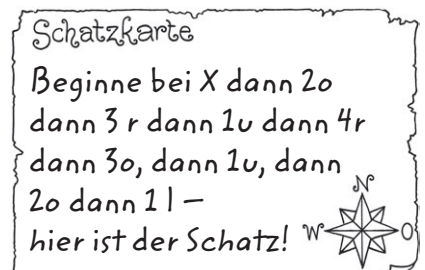 Schatzkarte
Beginne bei X dann 2o
dann 3 r dann 1u dann 4r
dann 3o, dann 1u, dann
2o dann 1 l –
hier ist der Schatz!
N
W O